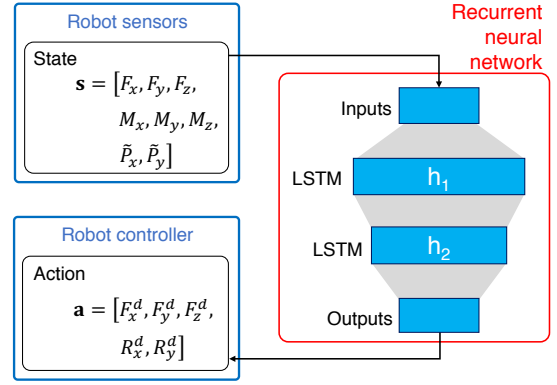 Robot sensors
State
s = [F_x, F_y, F_z,
M_x, M_y, M_z,
P̃_x, P̃_y]
Robot controller
Action
a = [F_x^d, F_y^d, F_z^d,
R_x^d, R_y^d]
Recurrent
neural
network
Inputs
LSTM h_1
LSTM h_2
Outputs